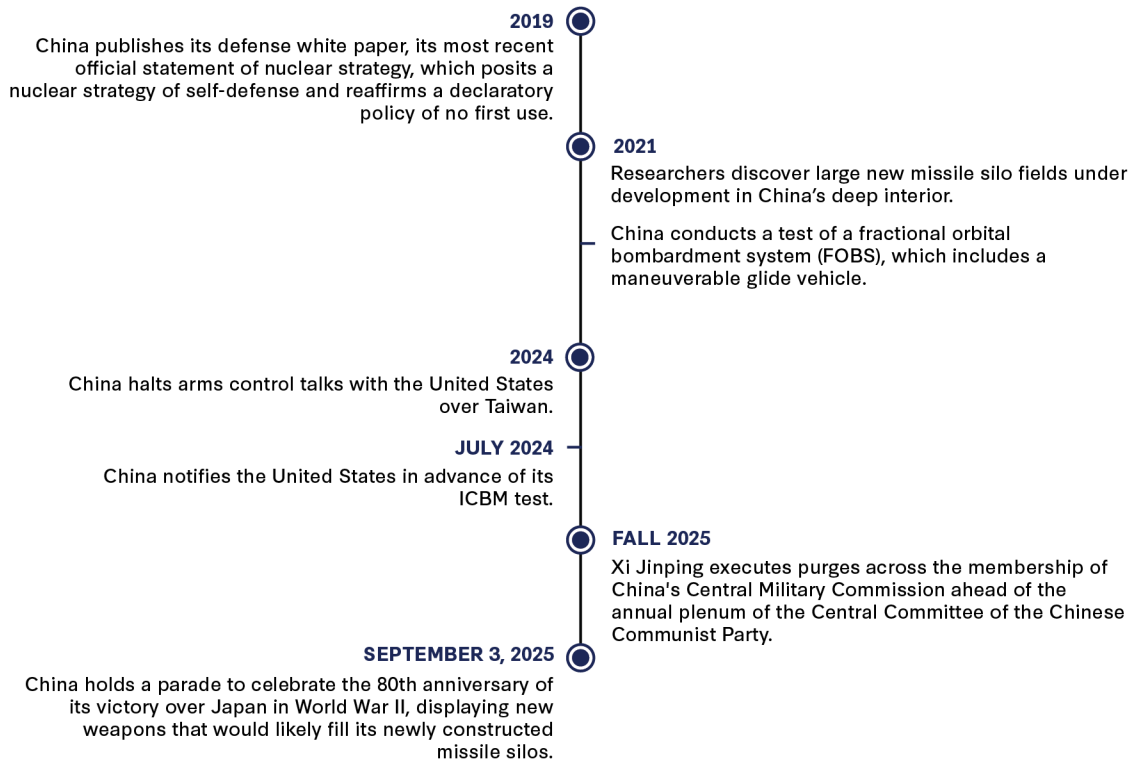 2019
China publishes its defense white paper, its most recent
official statement of nuclear strategy, which posits a
nuclear strategy of self-defense and reaffirms a declaratory
policy of no first use.
2021
Researchers discover large new missile silo fields under
development in China’s deep interior.
China conducts a test of a fractional orbital
bombardment system (FOBS), which includes a
maneuverable glide vehicle.
2024
China halts arms control talks with the United States
over Taiwan.
JULY 2024
China notifies the United States in advance of its
ICBM test.
FALL 2025
Xi Jinping executes purges across the membership of
China's Central Military Commission ahead of the
annual plenum of the Central Committee of the Chinese
Communist Party.
SEPTEMBER 3, 2025
China holds a parade to celebrate the 80th anniversary of
its victory over Japan in World War II, displaying new
weapons that would likely fill its newly constructed
missile silos.